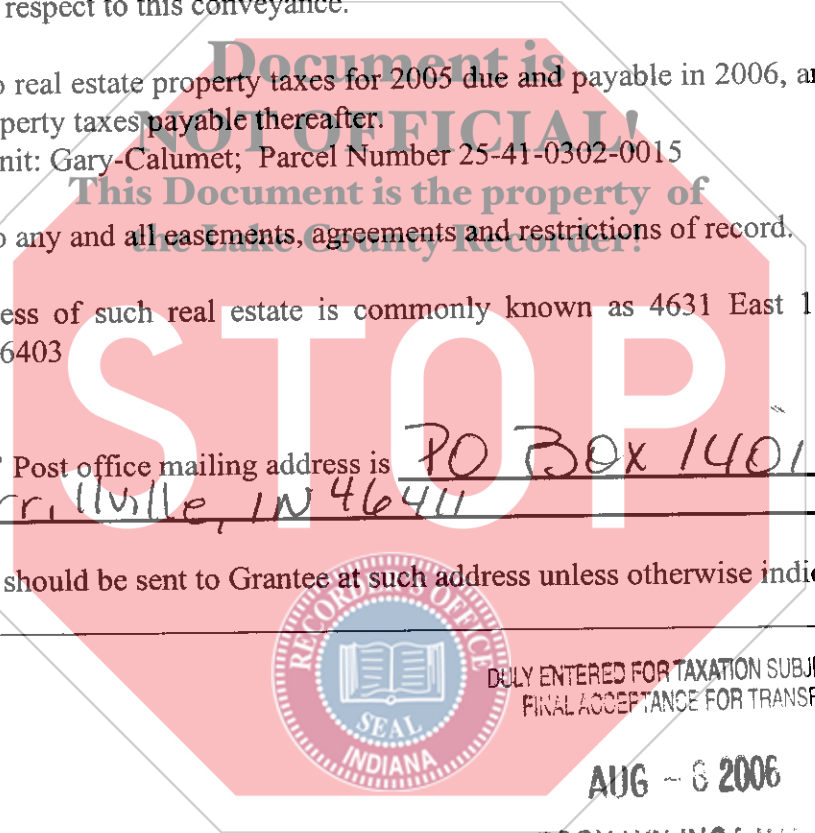 respect to this conveyance.
Document is
real estate property taxes for 2005 due and payable in 2006,
NOT OFFICIAL!
perty taxes payable thereafter.
nit: Gary-Calumet; Parcel Number 25-41-0302-0015
This Document is the property of
any and all easements, agreements and restrictions of record.
the Lake County Recorder!
ess of such real estate is commonly known as 4631 East 1
6403
STOP
Post office mailing address is PO Box 1401
rrillville, IN 46411
should be sent to Grantee at such address unless otherwise indi
RECORDER'S OFFICE
SEAL
INDIANA
DULY ENTERED FOR TAXATION SUBJ
FINAL ACCEPTANCE FOR TRANSF
AUG - 8 2006